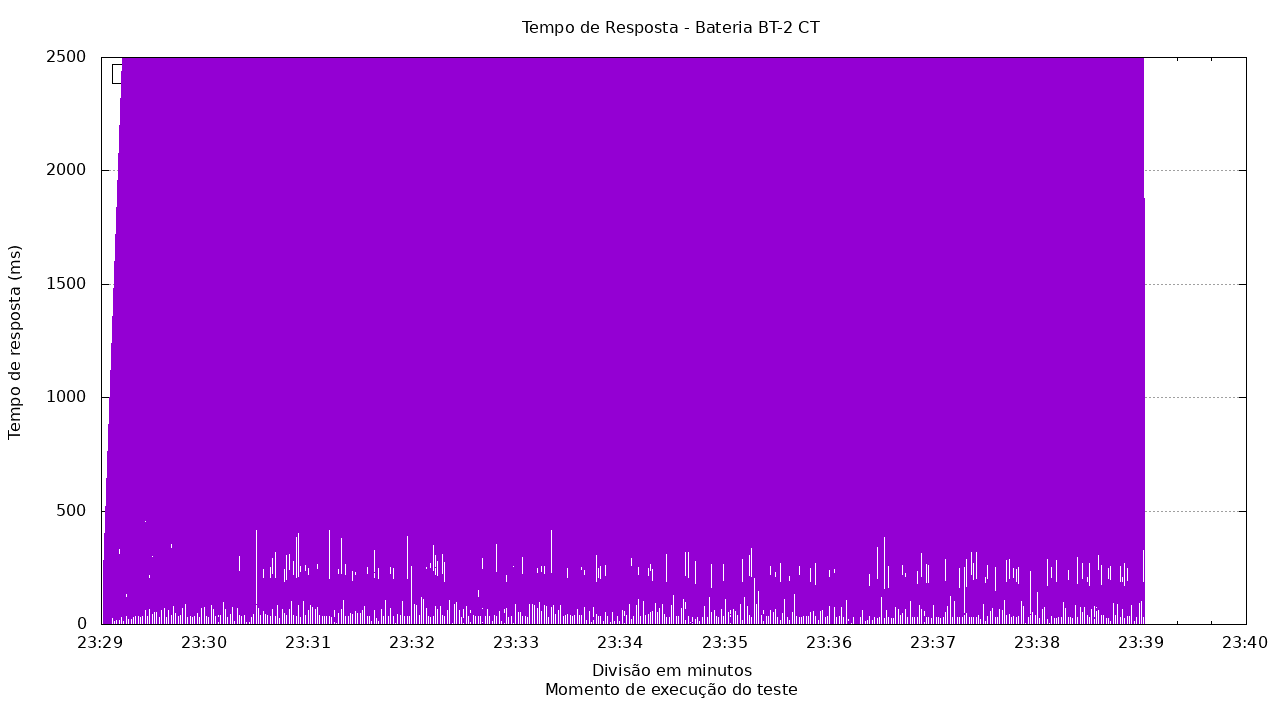 Tempo de Resposta - Bateria BT-2 CT
2500
2000
1500
1000
500
0
Tempo de resposta (ms)
23:29 23:30 23:31 23:32 23:33 23:34 23:35 23:36 23:37 23:38 23:39 23:40
Divisão em minutos
Momento de execução do teste